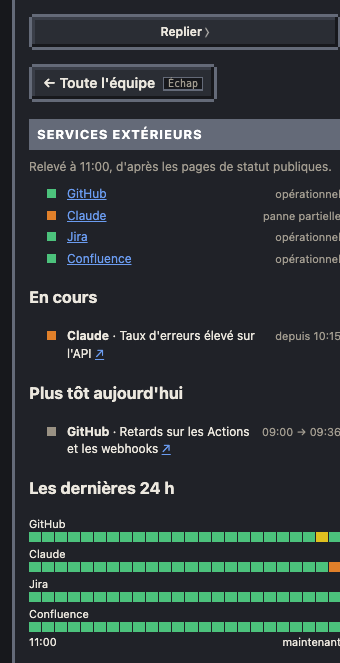 Replier 〉
← Toute l'équipe Échap
SERVICES EXTÉRIEURS
Relevé à 11:00, d'après les pages de statut publiques.
GitHub opérationnel
Claude panne partielle
Jira opérationnel
Confluence opérationnel
En cours
Claude · Taux d'erreurs élevé sur depuis 10:15
l'API ↗
Plus tôt aujourd'hui
GitHub · Retards sur les Actions 09:00 → 09:36
et les webhooks ↗
Les dernières 24 h
GitHub
Claude
Jira
Confluence
11:00 maintenant